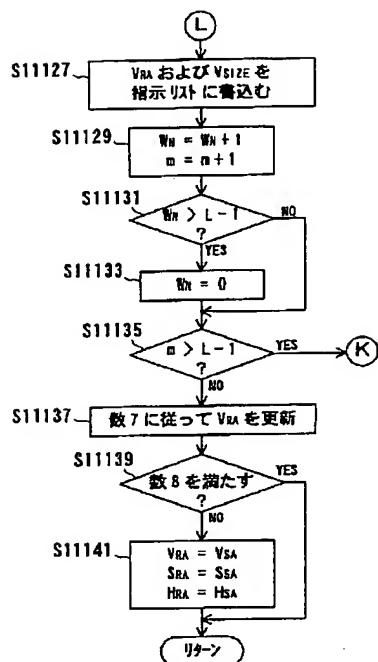 L
S11127
VRA および VSIZE を
指示リストに書込む
S11129
WN = WN + 1
m = m + 1
S11131
WN > L - 1
?
NO
YES
S11133
WN = 0
S11135
m > L - 1
?
YES
K
NO
S11137
数 7 に従って VRA を更新
S11139
数 8 を満たす
?
YES
NO
S11141
VRA = VSA
SRA = SSA
HRA = HSA
リターン